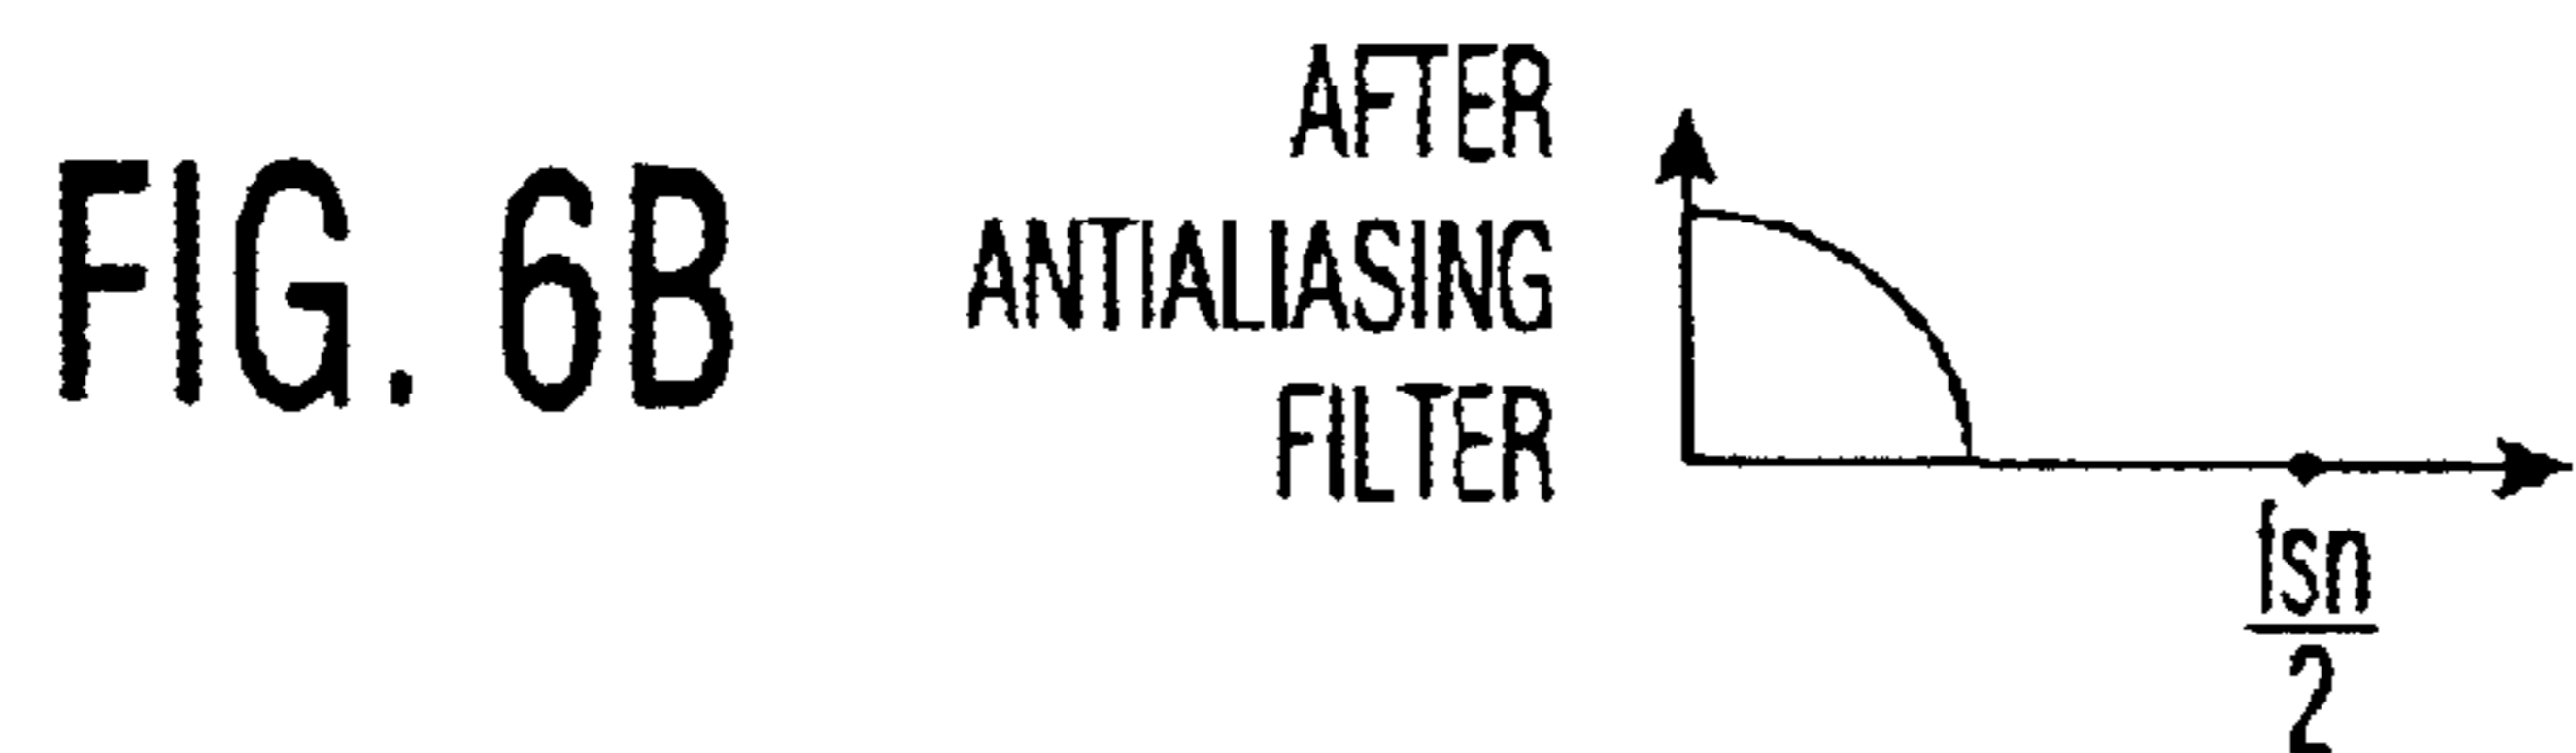 FIG. 6B
AFTER
ANTIALIASING
FILTER
fsn
2